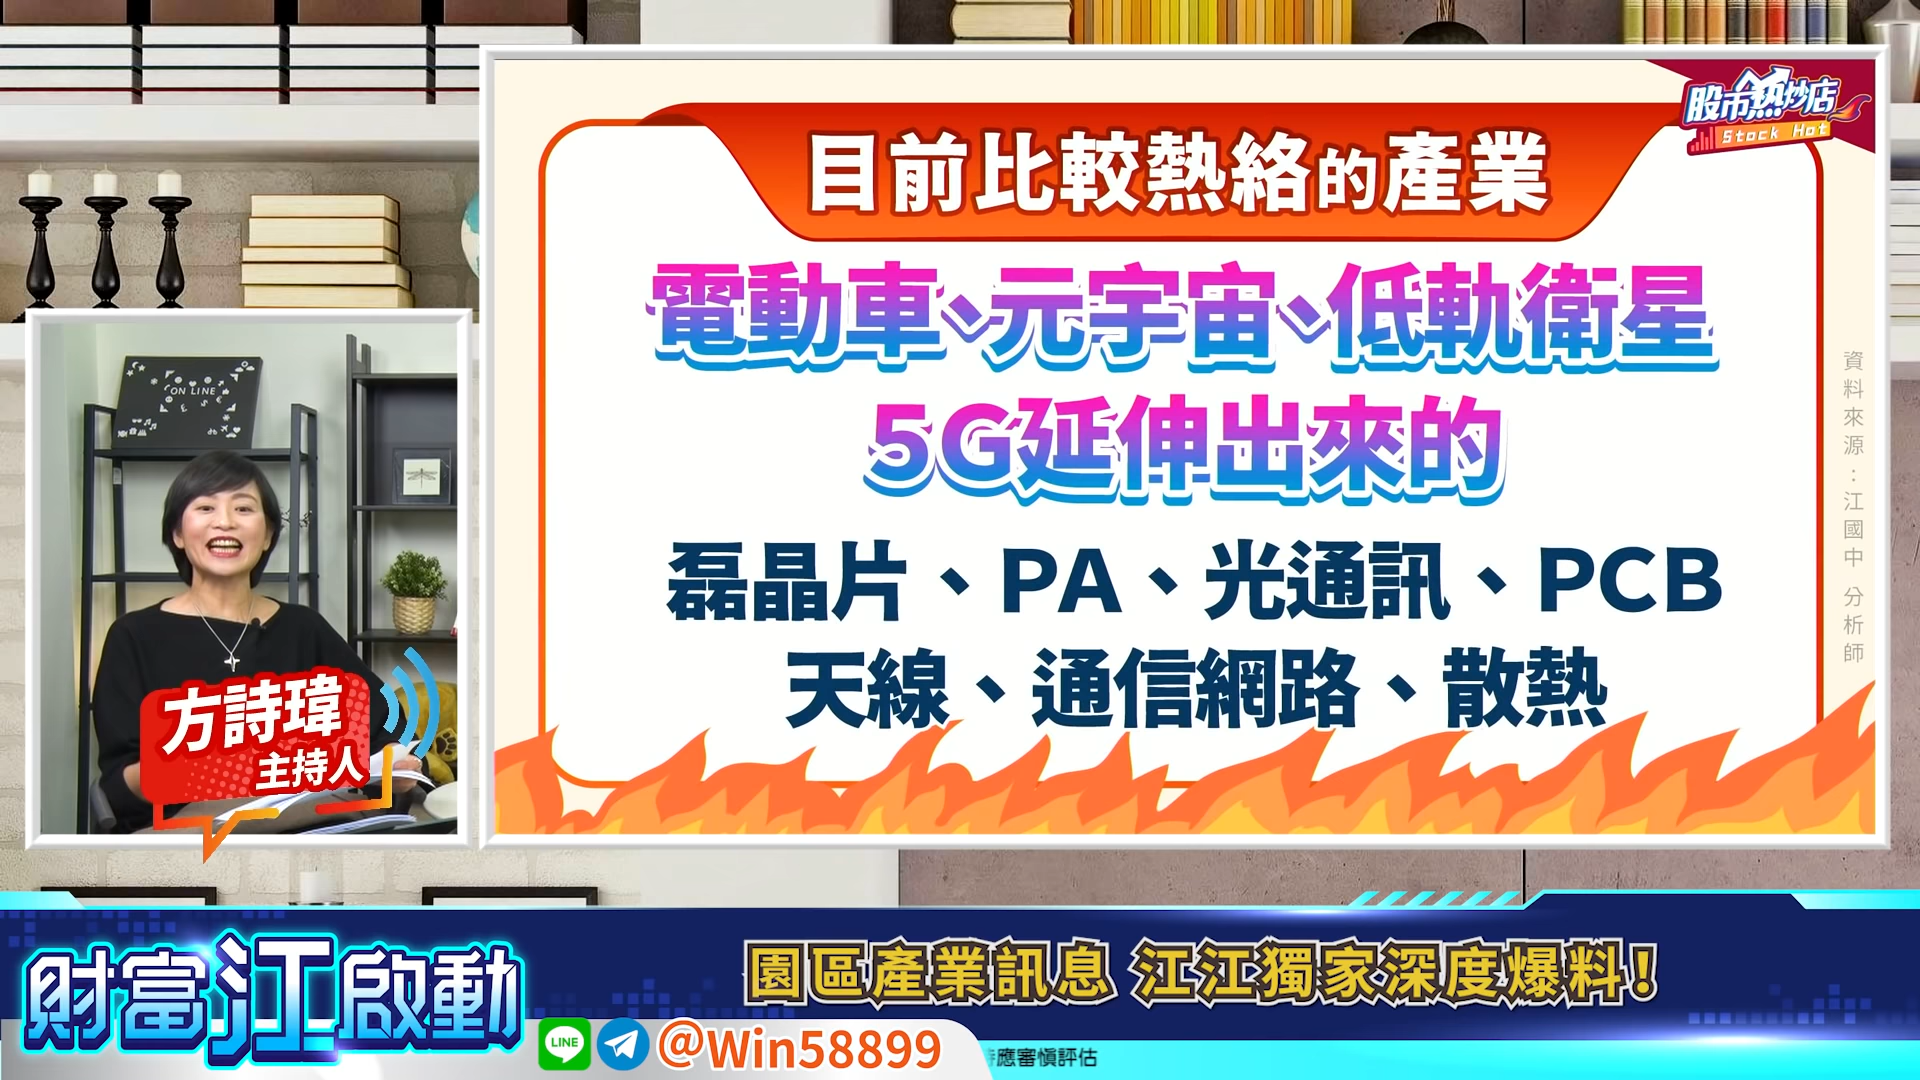 股市熱炒店
Stock Hot
目前比較熱絡的產業
電動車、元宇宙、低軌衛星
5G延伸出來的
磊晶片、PA、光通訊、PCB
天線、通信網路、散熱
資料來源：江國中 分析師
ON LINE
方詩瑋
主持人
財富江啟動
園區產業訊息 江江獨家深度爆料！
LINE
@Win58899
應審慎評估